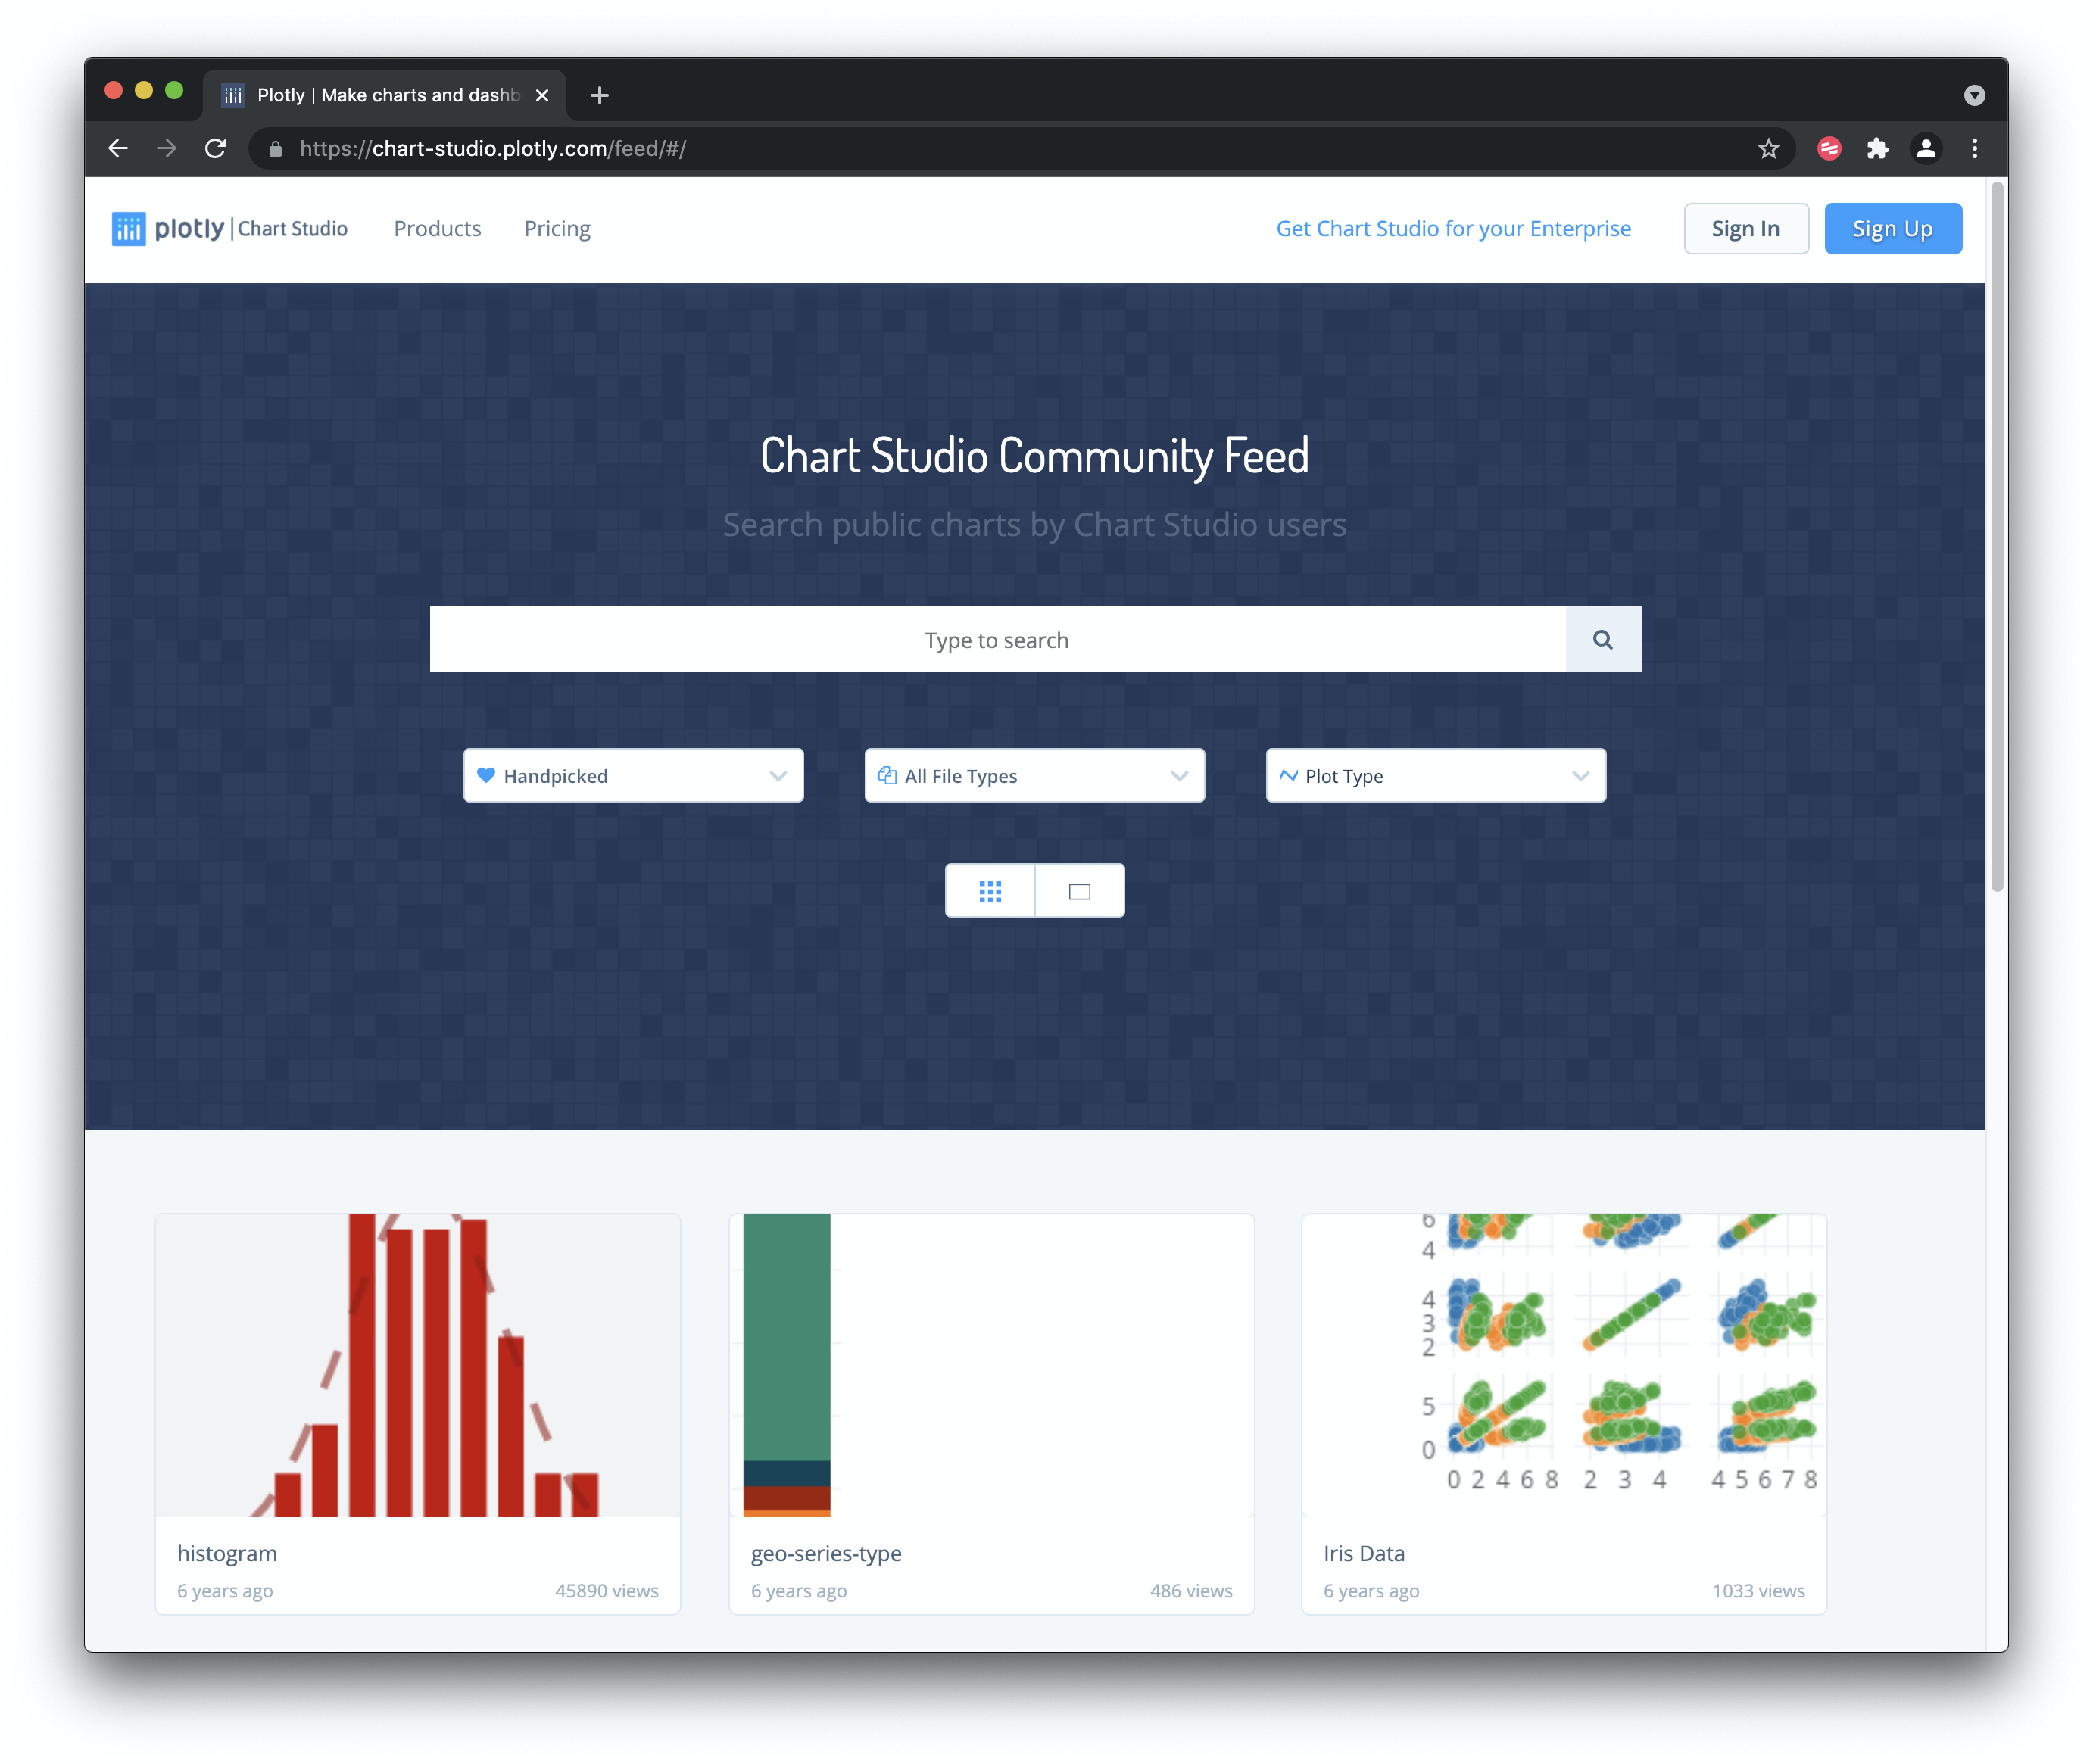 Plotly | Make charts and dashb
https://chart-studio.plotly.com/feed/#/
plotly | Chart Studio
Products
Pricing
Get Chart Studio for your Enterprise
Sign In
Sign Up
Chart Studio Community Feed
Search public charts by Chart Studio users
Type to search
Handpicked
All File Types
Plot Type
histogram
6 years ago
45890 views
geo-series-type
6 years ago
486 views
6
4
4
3
2
5
0
0 2 4 6 8 2 3 4 4 5 6 7 8
Iris Data
6 years ago
1033 views